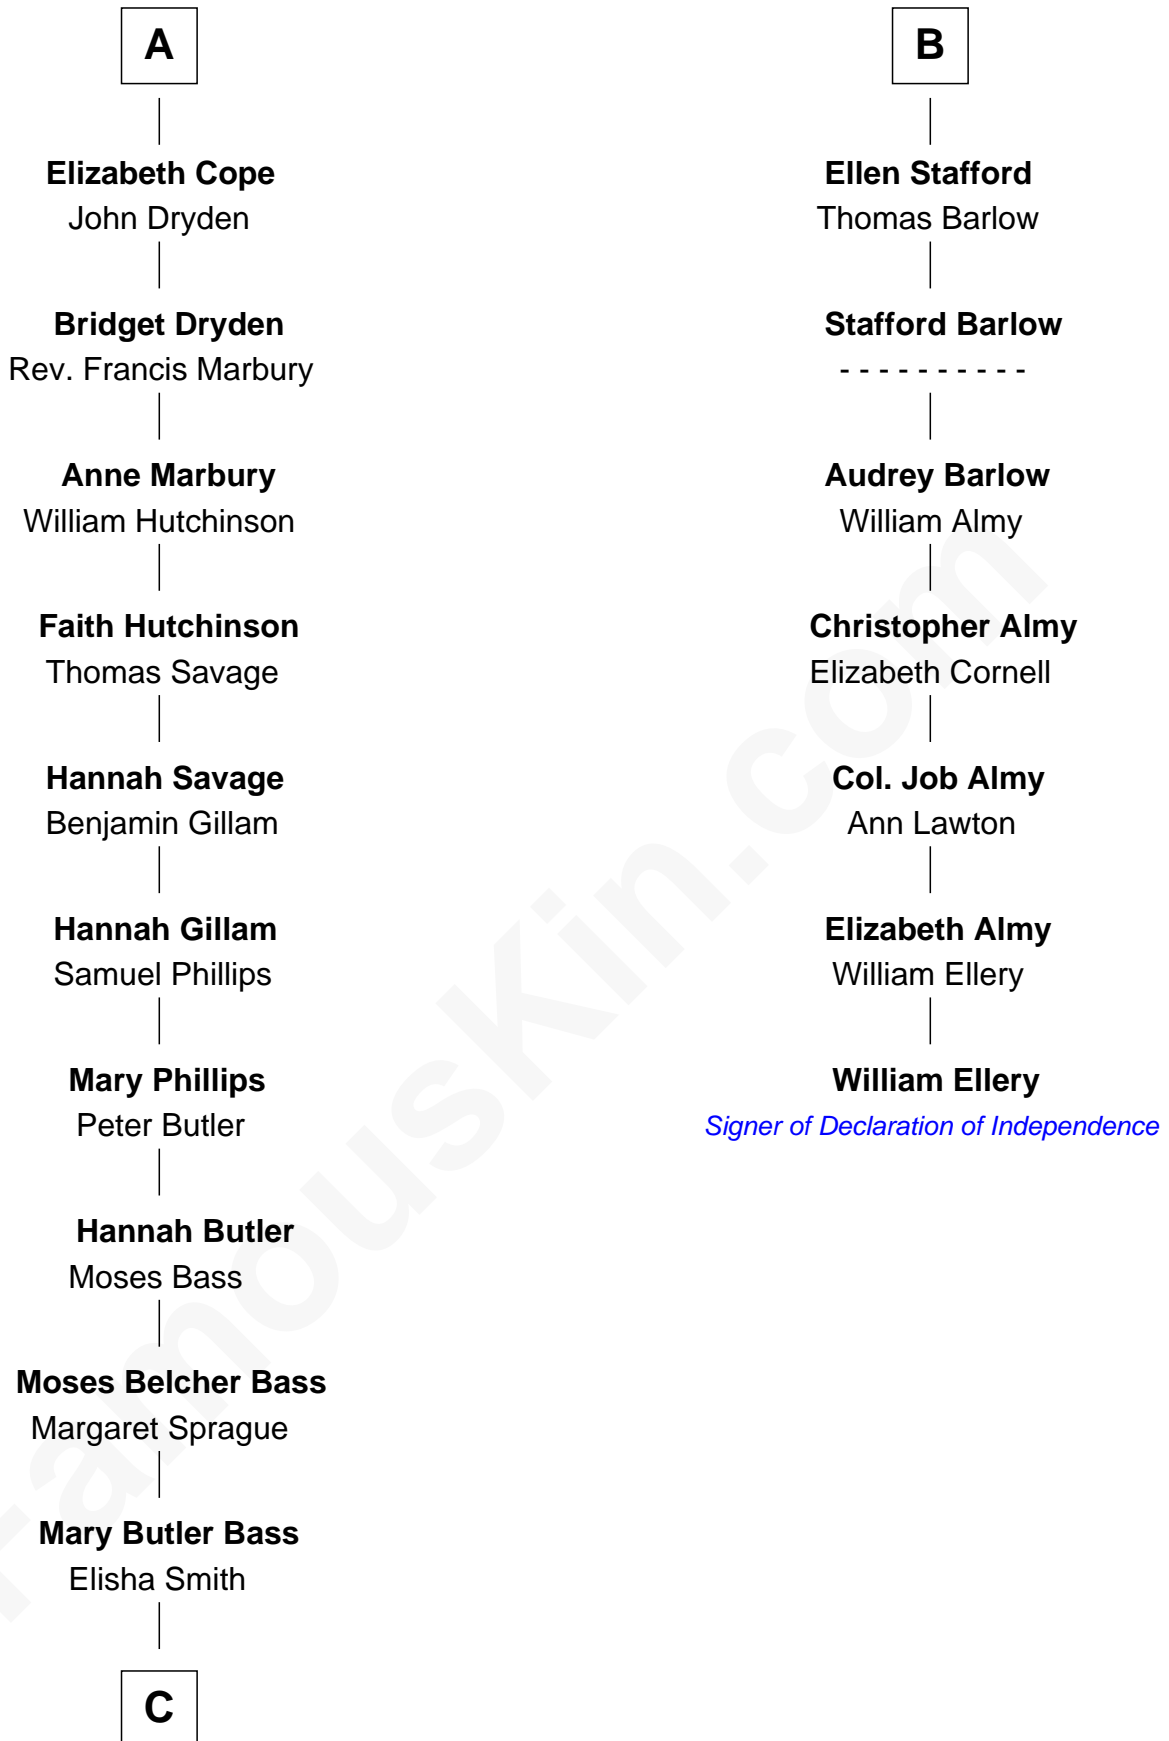 A
Elizabeth Cope
John Dryden
Bridget Dryden
Rev. Francis Marbury
Anne Marbury
William Hutchinson
Faith Hutchinson
Thomas Savage
Hannah Savage
Benjamin Gillam
Hannah Gillam
Samuel Phillips
Mary Phillips
Peter Butler
Hannah Butler
Moses Bass
Moses Belcher Bass
Margaret Sprague
Mary Butler Bass
Elisha Smith
C
B
Ellen Stafford
Thomas Barlow
Stafford Barlow
- - - - - - - - - -
Audrey Barlow
William Almy
Christopher Almy
Elizabeth Cornell
Col. Job Almy
Ann Lawton
Elizabeth Almy
William Ellery
William Ellery
Signer of Declaration of Independence
FamousKin.com